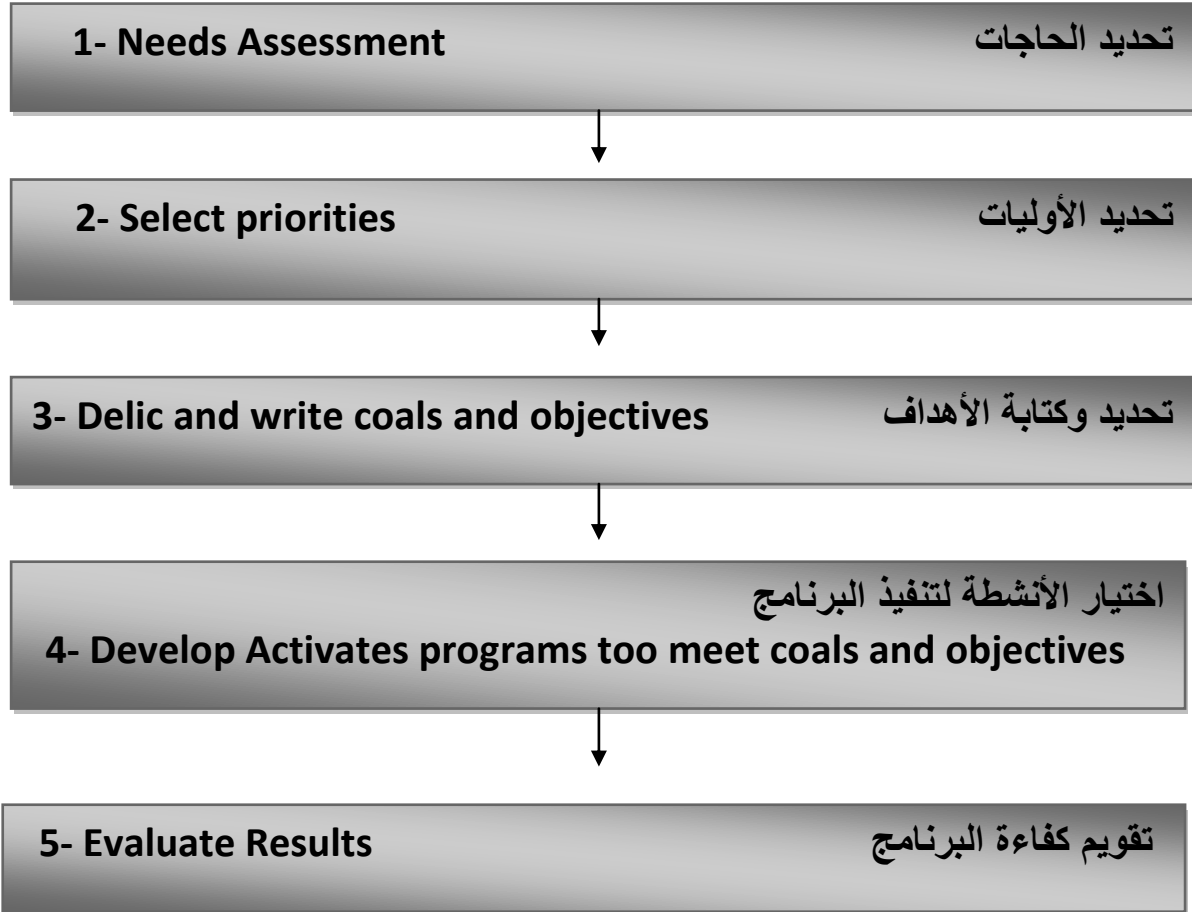 1- Needs Assessment تحديد الحاجات
2- Select priorities تحديد الأوليات
3- Delic and write coals and objectives تحديد وكتابة الأهداف
اختيار الأنشطة لتنفيذ البرنامج
4- Develop Activates programs too meet coals and objectives
5- Evaluate Results تقويم كفاءة البرنامج